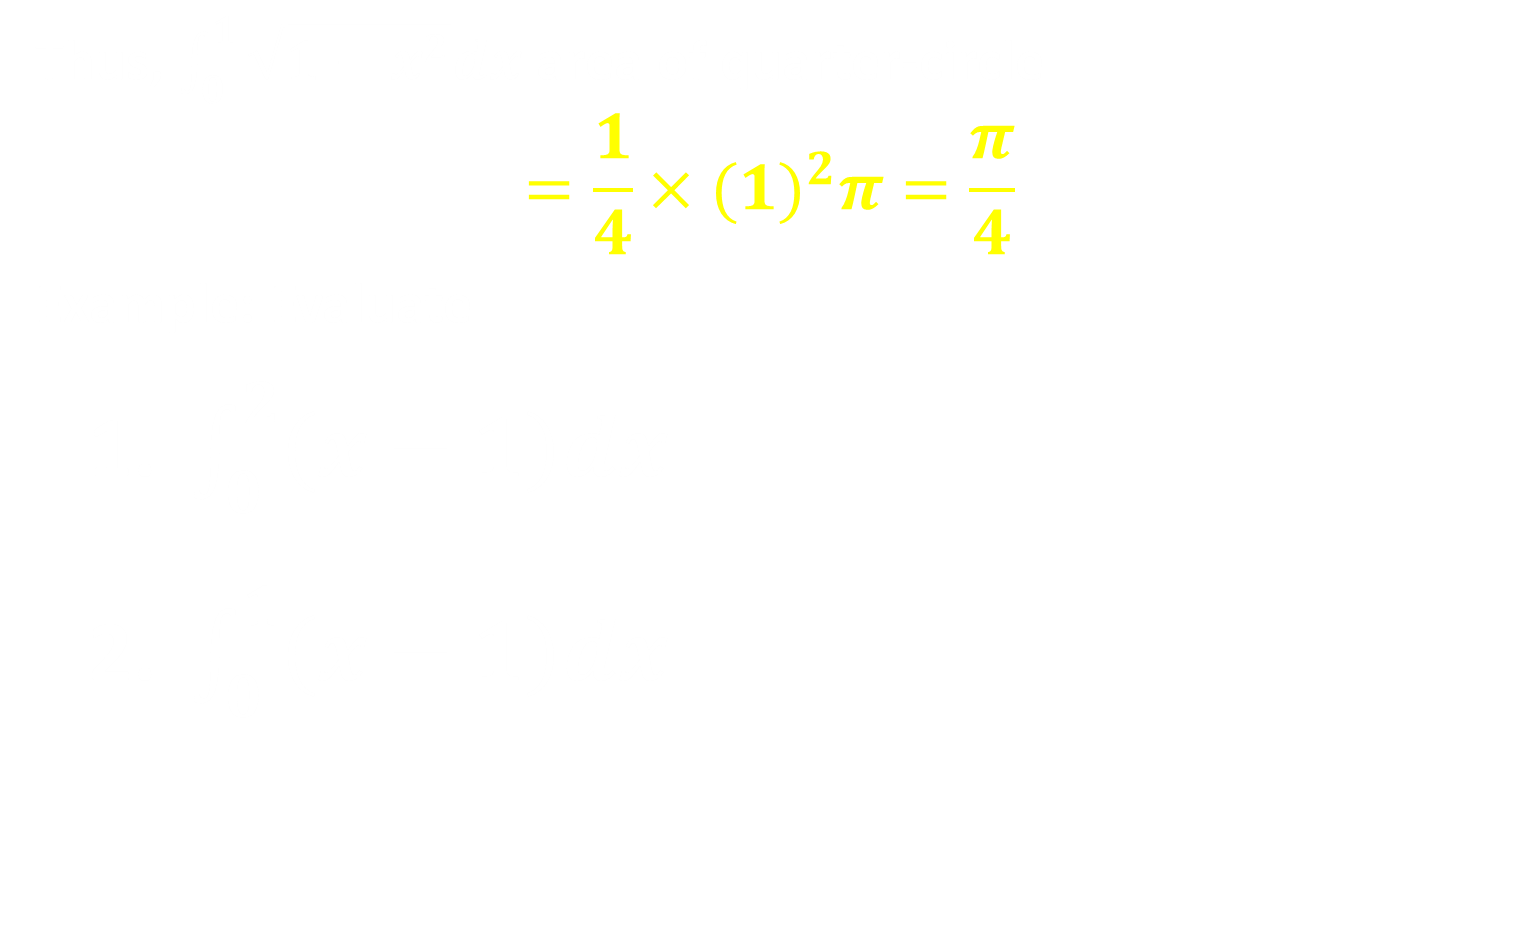 = 1/4 × (1)²π = π/4